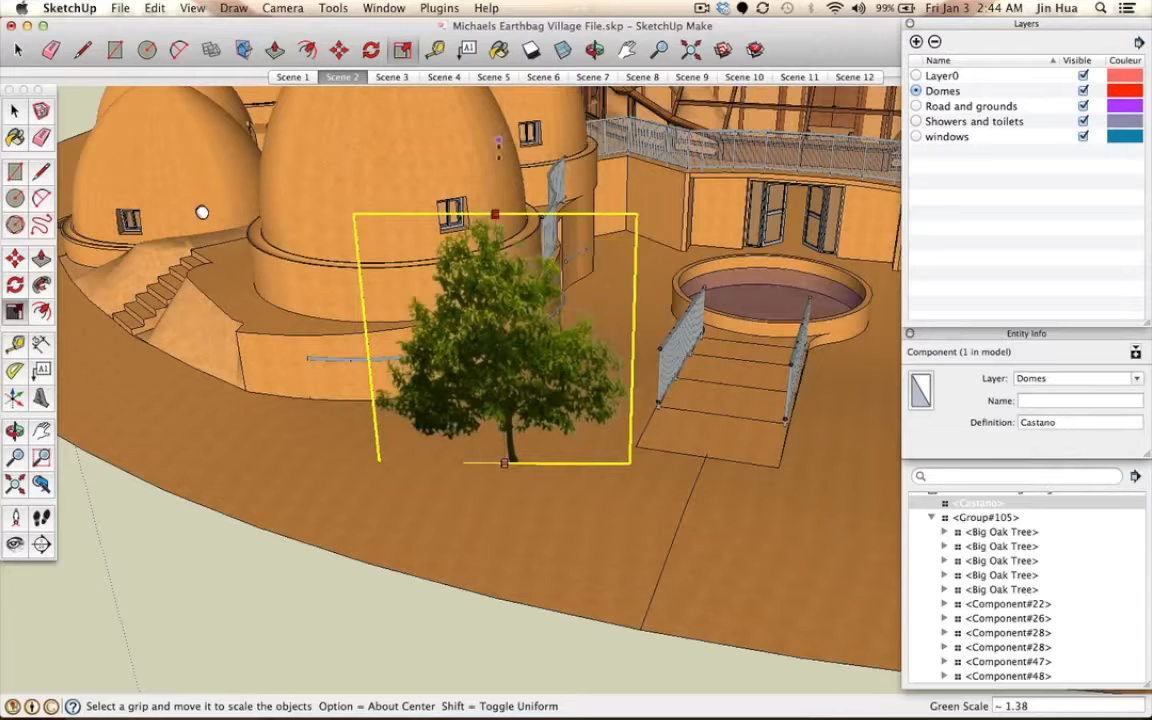 SketchUp File Edit View Draw Camera Tools Window Plugins Help 99% Fri Jan 3 2:44 AM Jin Hua
Michaels Earthbag Village File.skp - SketchUp Make
Scene 1 Scene 2 Scene 3 Scene 4 Scene 5 Scene 6 Scene 7 Scene 8 Scene 9 Scene 10 Scene 11 Scene 12
Layers
Name Visible Couleur
Layer0
Domes
Road and grounds
Showers and toilets
windows
Entity Info
Component (1 in model)
Layer: Domes
Name:
Definition: Castano
<Castano>
<Group#105>
<Big Oak Tree>
<Big Oak Tree>
<Big Oak Tree>
<Big Oak Tree>
<Big Oak Tree>
<Component#22>
<Component#26>
<Component#28>
<Component#28>
<Component#47>
<Component#48>
Select a grip and move it to scale the objects Option = About Center Shift = Toggle Uniform Green Scale ~ 1.38